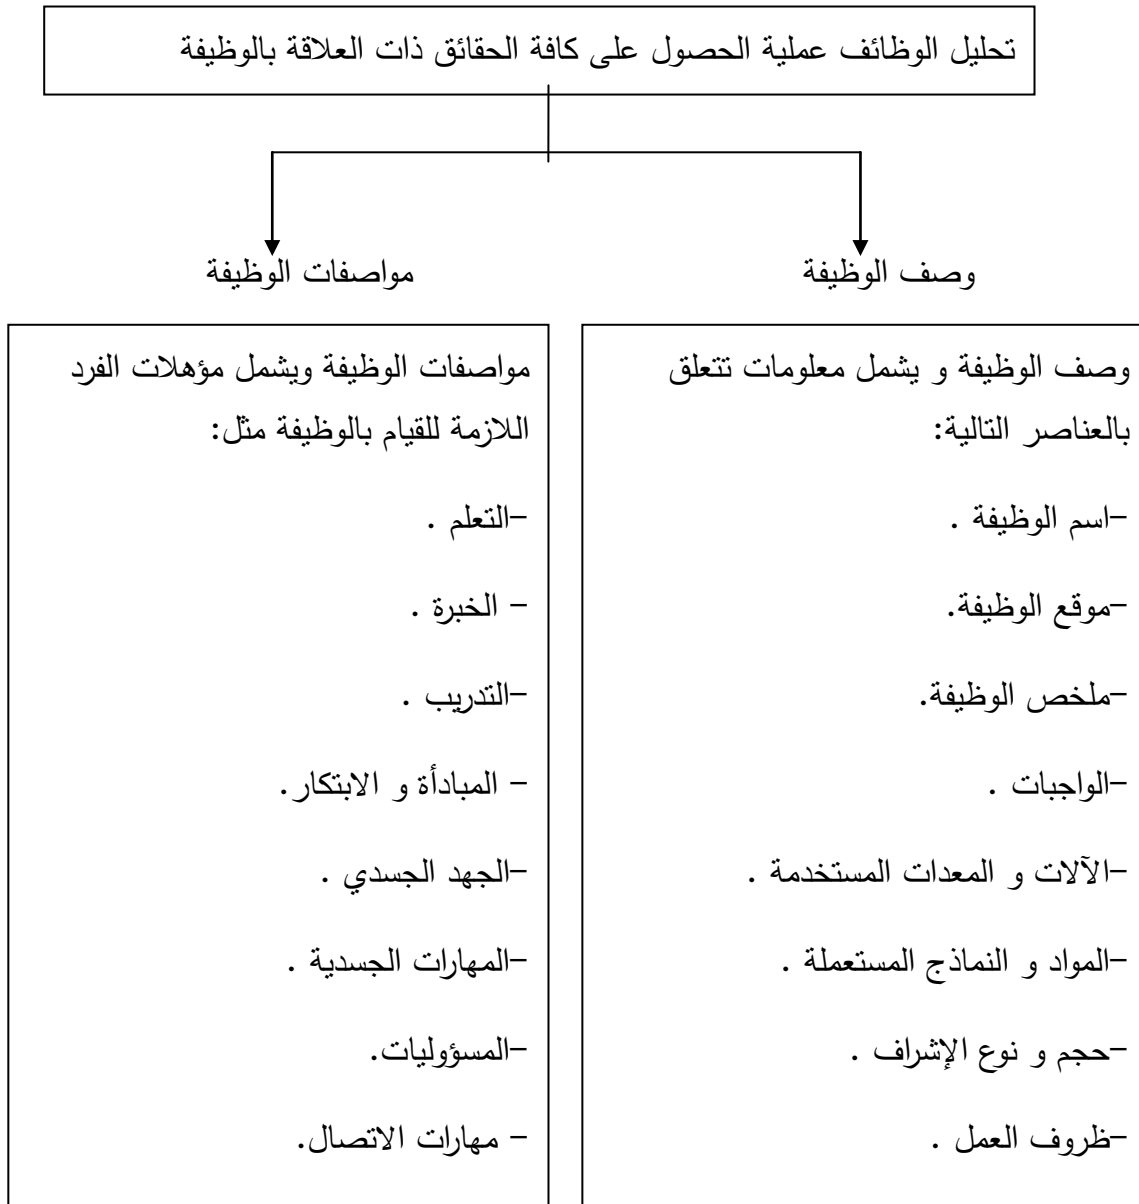 تحليل الوظائف عملية الحصول على كافة الحقائق ذات العلاقة بالوظيفة
وصف الوظيفة
مواصفات الوظيفة
وصف الوظيفة و يشمل معلومات تتعلق
بالعناصر التالية:
-اسم الوظيفة .
-موقع الوظيفة.
-ملخص الوظيفة.
-الواجبات .
-الآلات و المعدات المستخدمة .
-المواد و النماذج المستعملة .
-حجم و نوع الإشراف .
-ظروف العمل .
مواصفات الوظيفة ويشمل مؤهلات الفرد
اللازمة للقيام بالوظيفة مثل:
-التعلم .
- الخبرة .
-التدريب .
- المبادأة و الابتكار.
-الجهد الجسدي .
-المهارات الجسدية .
-المسؤوليات.
- مهارات الاتصال.